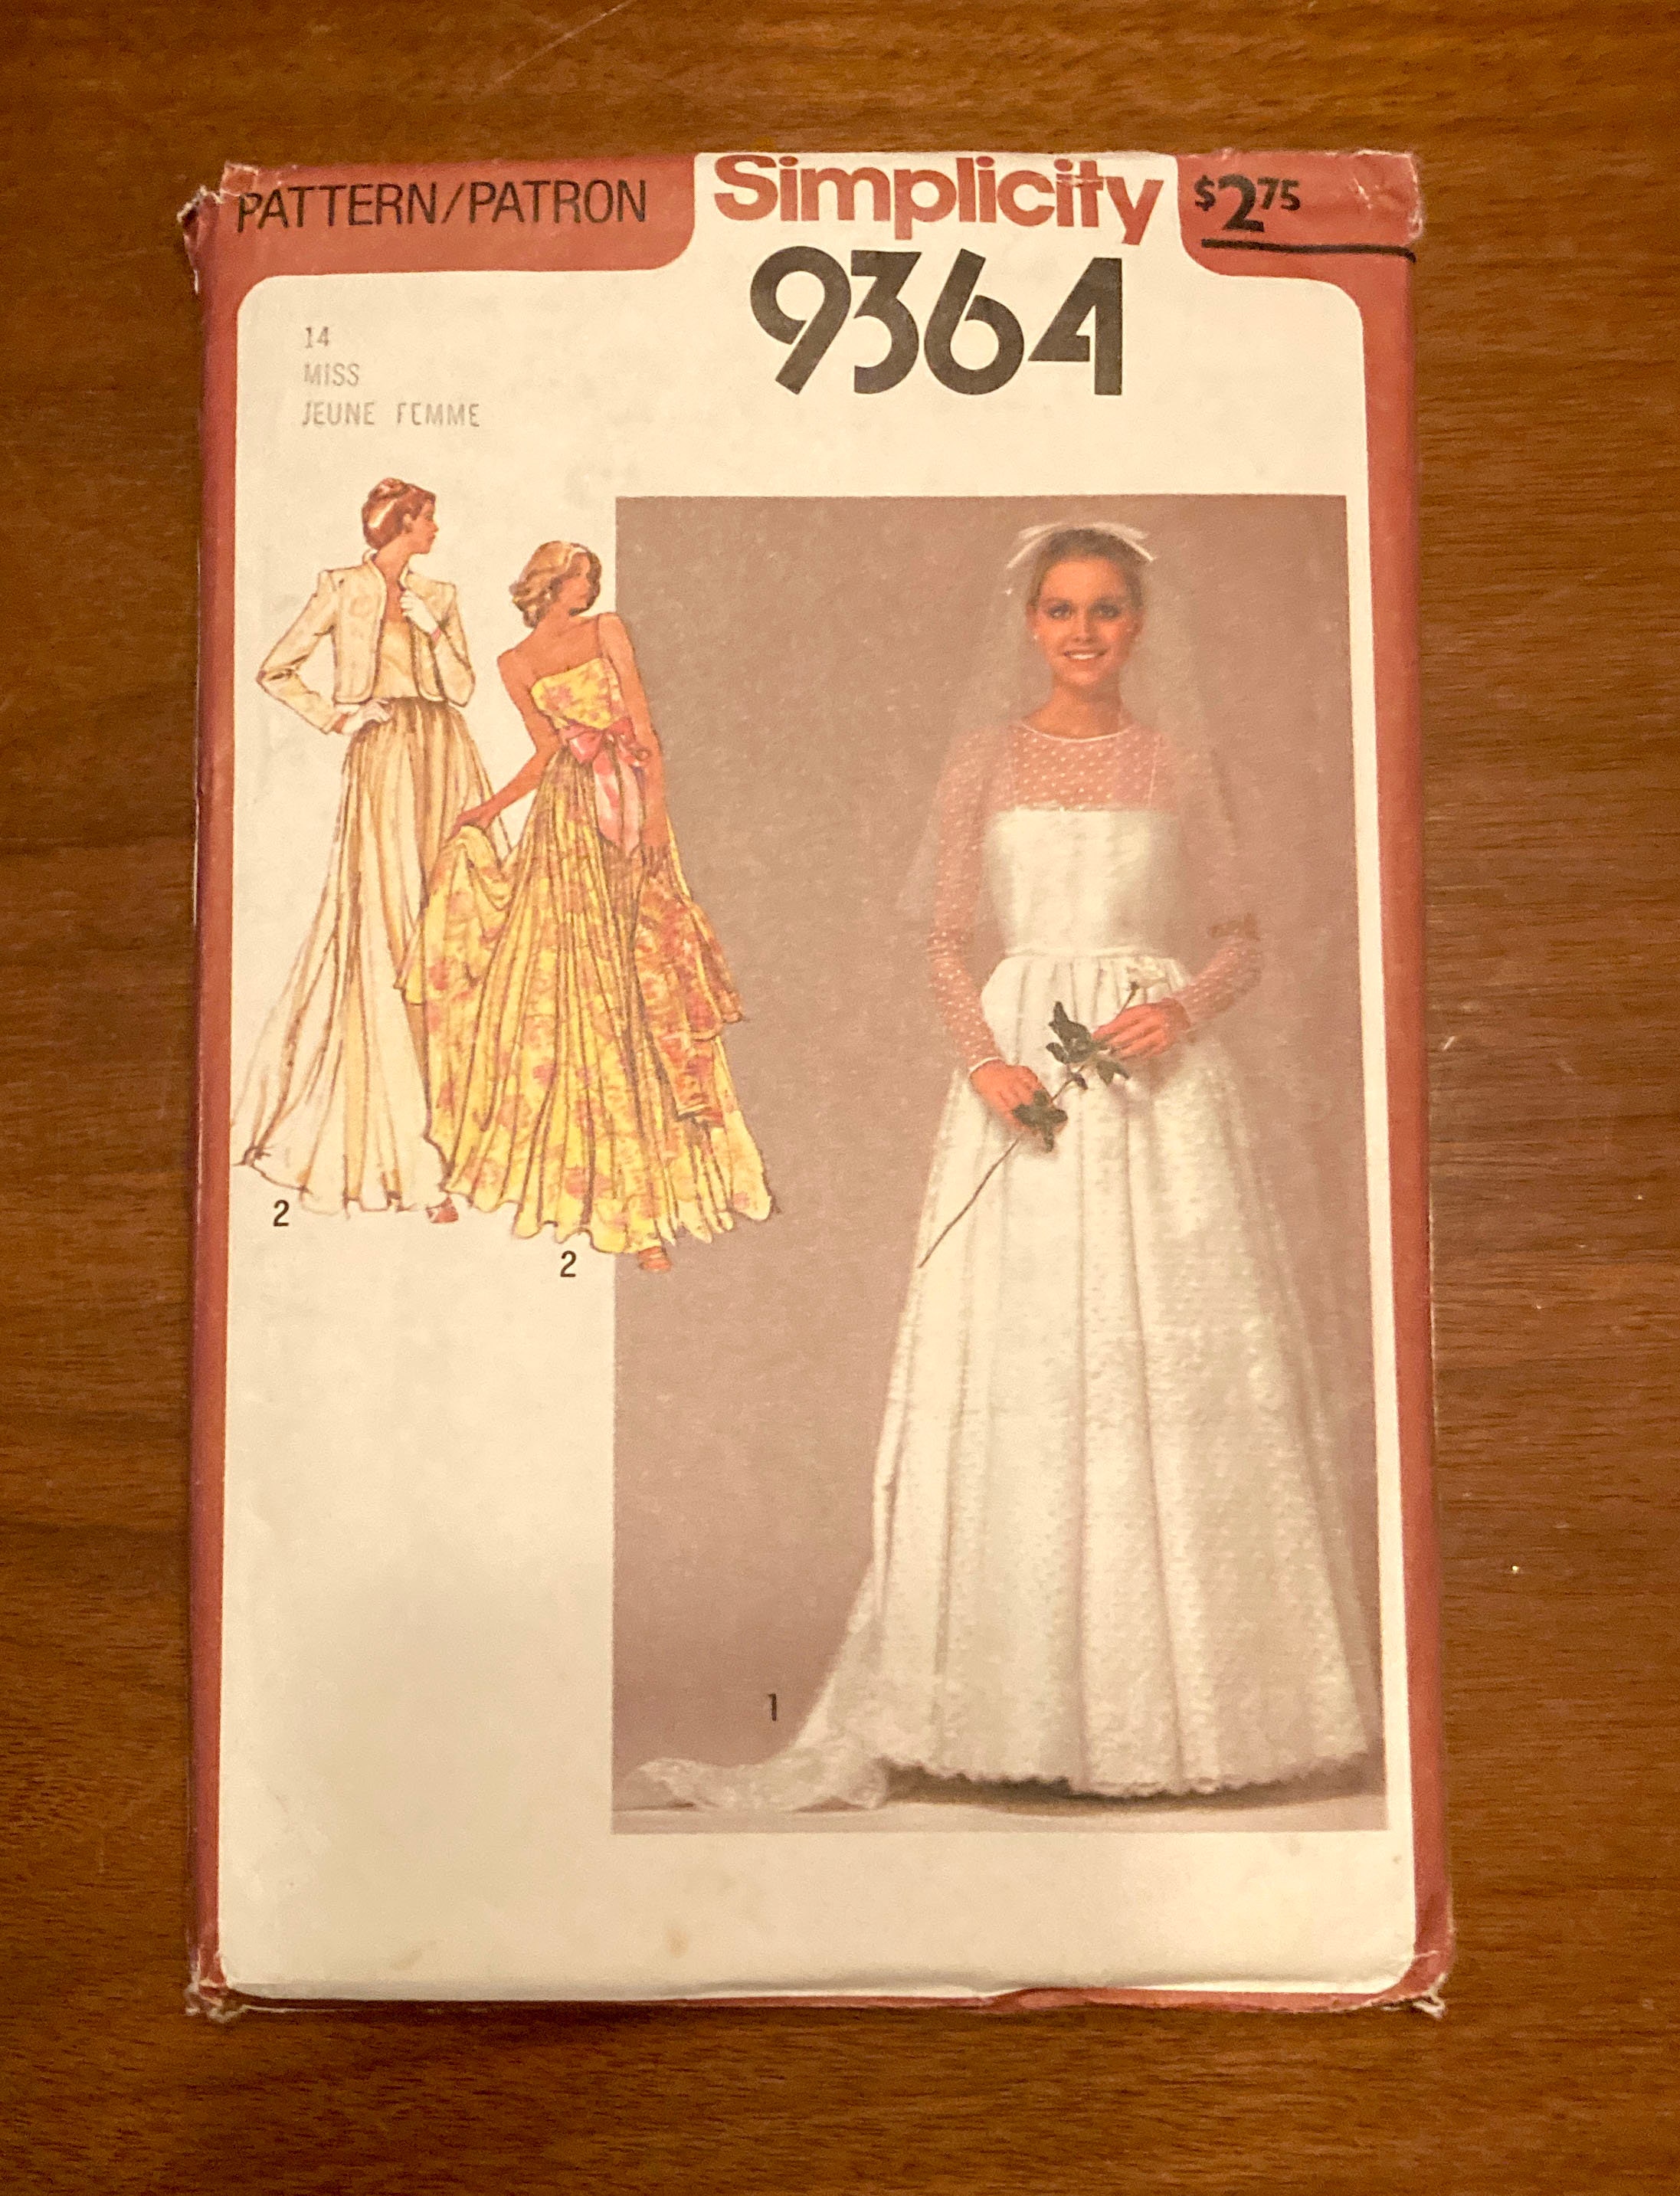 PATTERN/PATRON
Simplicity
$2.75
9364
14
MISS
JEUNE FEMME
2
2
1